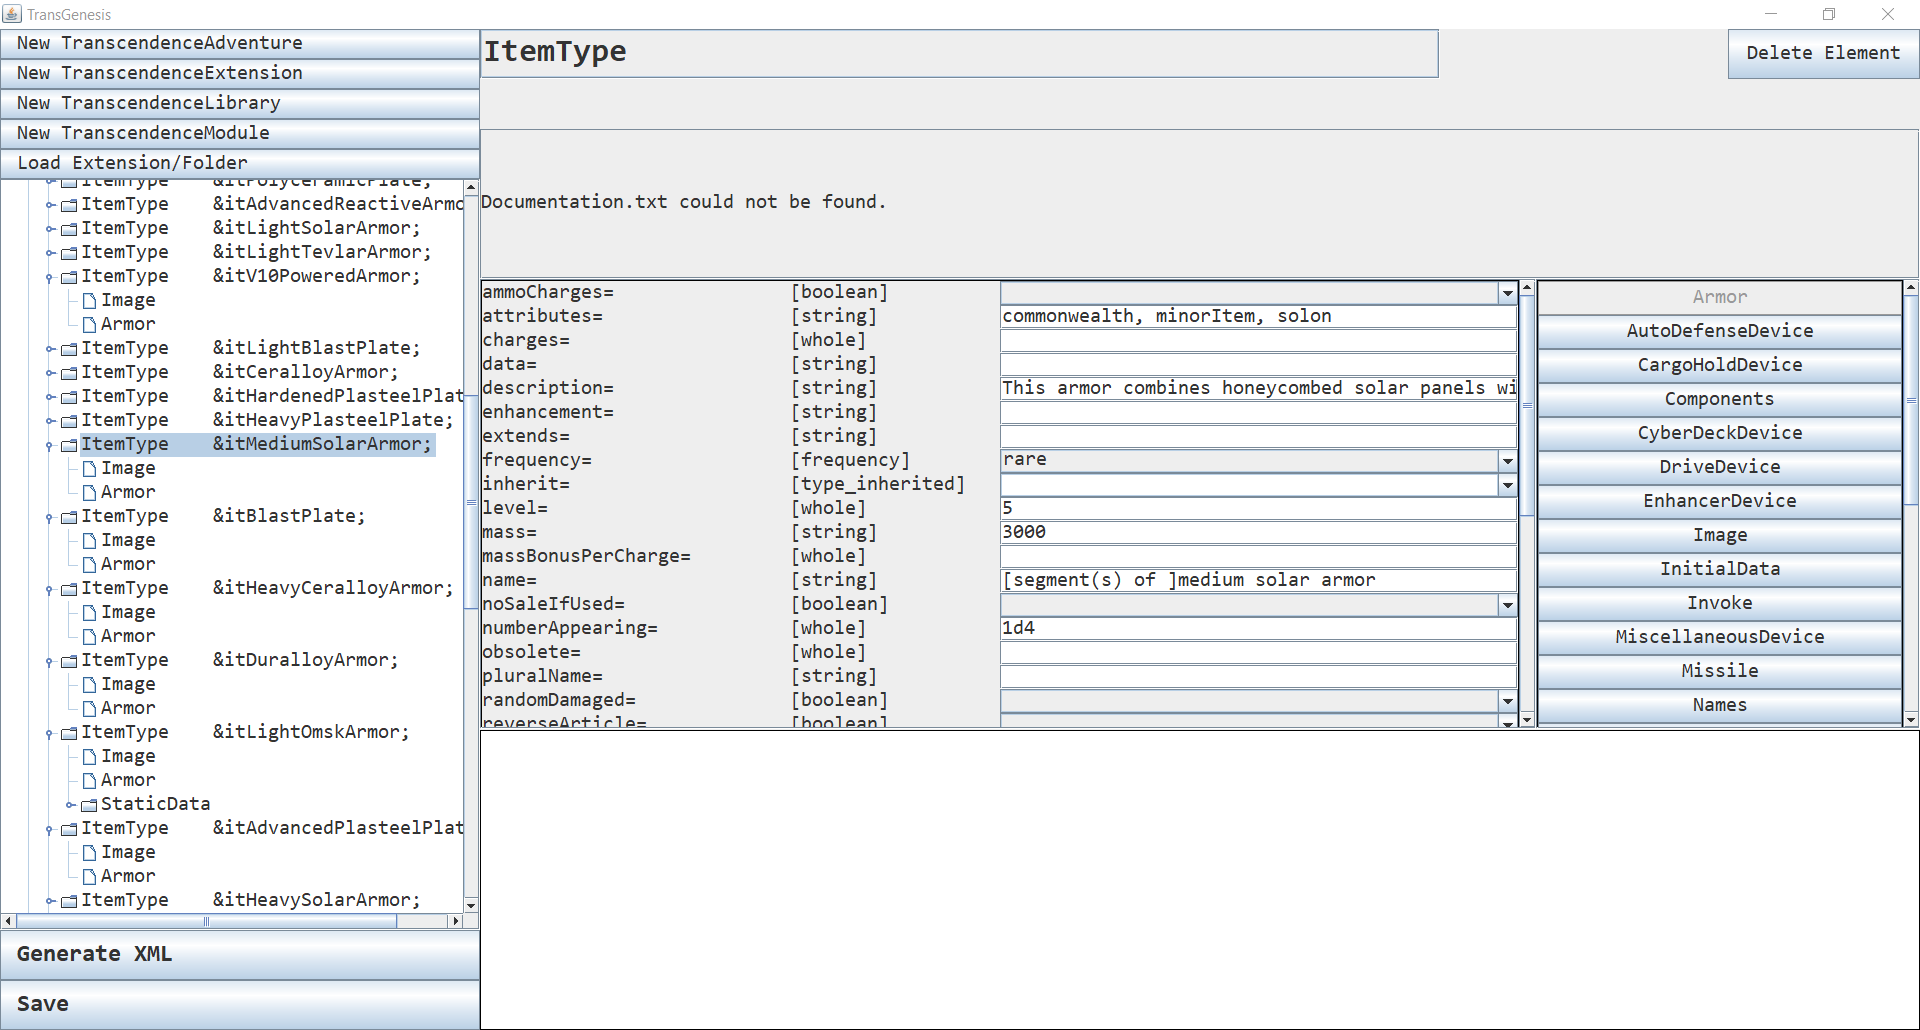 TransGenesis
New TranscendenceAdventure
New TranscendenceExtension
New TranscendenceLibrary
New TranscendenceModule
Load Extension/Folder
ItemType &itPolyCeramicPlate;
ItemType &itAdvancedReactiveArmo
ItemType &itLightSolarArmor;
ItemType &itLightTevlarArmor;
ItemType &itV10PoweredArmor;
Image
Armor
ItemType &itLightBlastPlate;
ItemType &itCeralloyArmor;
ItemType &itHardenedPlasteelPlat
ItemType &itHeavyPlasteelPlate;
ItemType &itMediumSolarArmor;
Image
Armor
ItemType &itBlastPlate;
Image
Armor
ItemType &itHeavyCeralloyArmor;
Image
Armor
ItemType &itDuralloyArmor;
Image
Armor
ItemType &itLightOmskArmor;
Image
Armor
StaticData
ItemType &itAdvancedPlasteelPlat
Image
Armor
ItemType &itHeavySolarArmor;
Generate XML
Save
ItemType
Delete Element
Documentation.txt could not be found.
ammoCharges= [boolean]
attributes= [string] commonwealth, minorItem, solon
charges= [whole]
data= [string]
description= [string] This armor combines honeycombed solar panels wi
enhancement= [string]
extends= [string]
frequency= [frequency] rare
inherit= [type_inherited]
level= [whole] 5
mass= [string] 3000
massBonusPerCharge= [whole]
name= [string] [segment(s) of ]medium solar armor
noSaleIfUsed= [boolean]
numberAppearing= [whole] 1d4
obsolete= [whole]
pluralName= [string]
randomDamaged= [boolean]
reverseArticle= [boolean]
Armor
AutoDefenseDevice
CargoHoldDevice
Components
CyberDeckDevice
DriveDevice
EnhancerDevice
Image
InitialData
Invoke
MiscellaneousDevice
Missile
Names